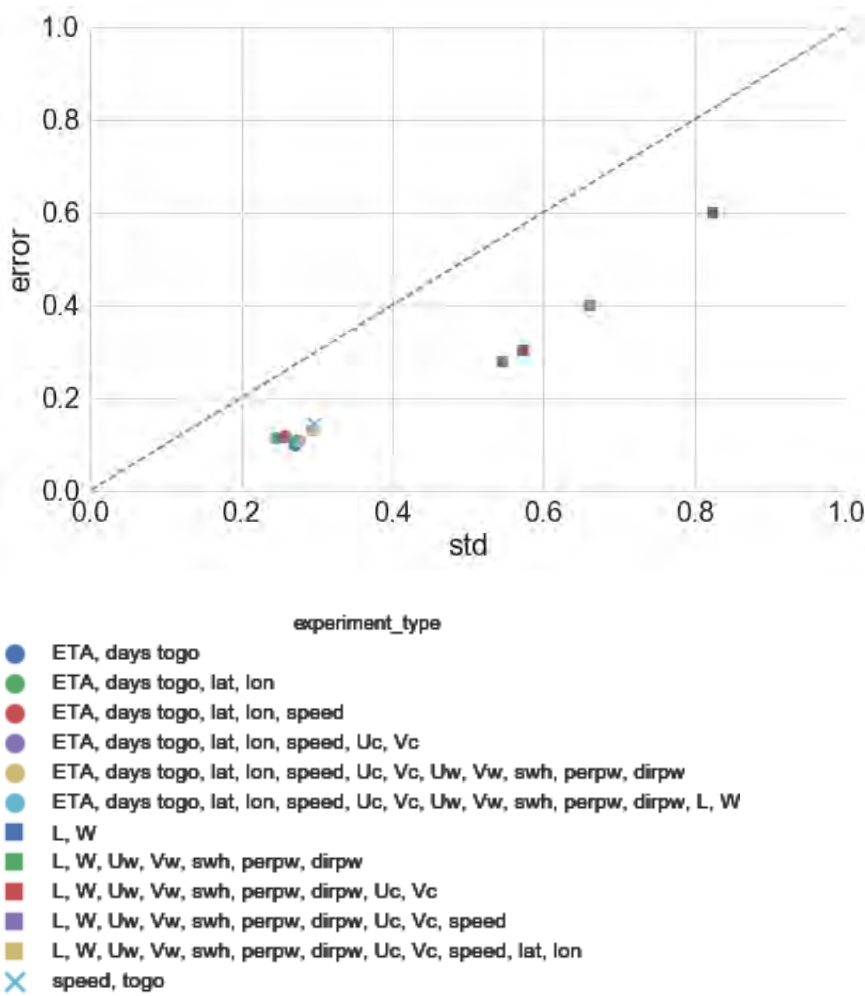 1.0
0.8
0.6
error
0.4
0.2
0.0
0.0 0.2 0.4 0.6 0.8 1.0
std
experiment_type
ETA, days togo
ETA, days togo, lat, lon
ETA, days togo, lat, lon, speed
ETA, days togo, lat, lon, speed, Uc, Vc
ETA, days togo, lat, lon, speed, Uc, Vc, Uw, Vw, swh, perpw, dirpw
ETA, days togo, lat, lon, speed, Uc, Vc, Uw, Vw, swh, perpw, dirpw, L, W
L, W
L, W, Uw, Vw, swh, perpw, dirpw
L, W, Uw, Vw, swh, perpw, dirpw, Uc, Vc
L, W, Uw, Vw, swh, perpw, dirpw, Uc, Vc, speed
L, W, Uw, Vw, swh, perpw, dirpw, Uc, Vc, speed, lat, lon
speed, togo